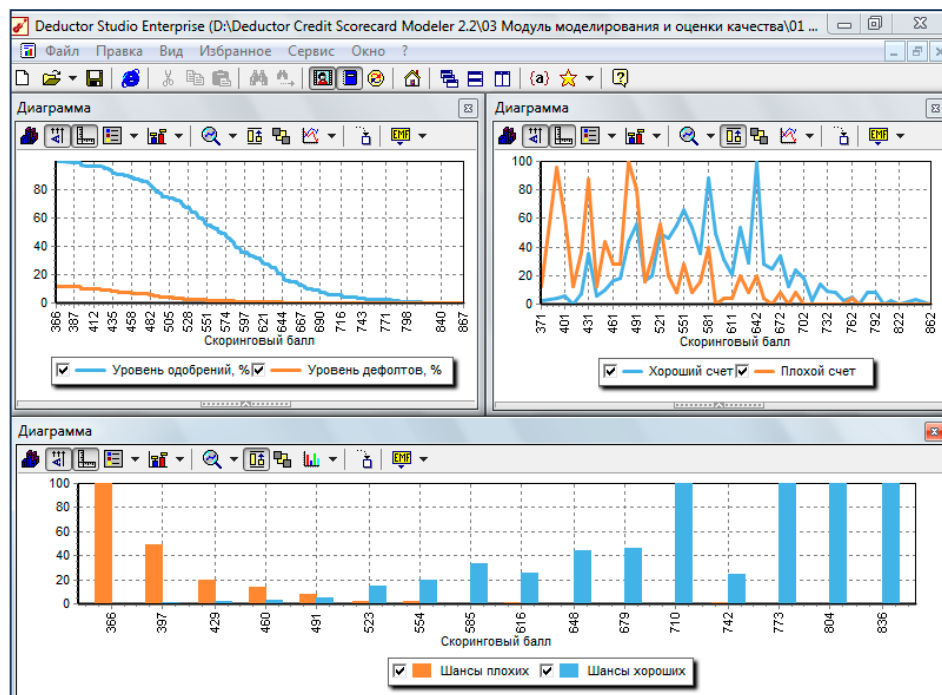 Deductor Studio Enterprise (D:\Deductor Credit Scorecard Modeler 2.2\03 Модуль моделирования и оценки качества\01 ...
Файл Правка Вид Избранное Сервис Окно ?
{a}
Диаграмма
EMF
80
60
40
20
0
366 387 412 435 458 482 505 528 551 574 597 621 644 667 690 716 743 771 798 840 867
Скоринговый балл
Уровень одобрений, % Уровень дефолтов, %
Диаграмма
EMF
100
80
60
40
20
0
371 401 431 461 491 521 551 581 611 642 672 702 732 762 792 822 862
Скоринговый балл
Хороший счет Плохой счет
Диаграмма
EMF
100
80
60
40
20
0
366 397 429 460 491 523 554 585 616 648 679 710 742 773 804 836
Скоринговый балл
Шансы плохих Шансы хороших